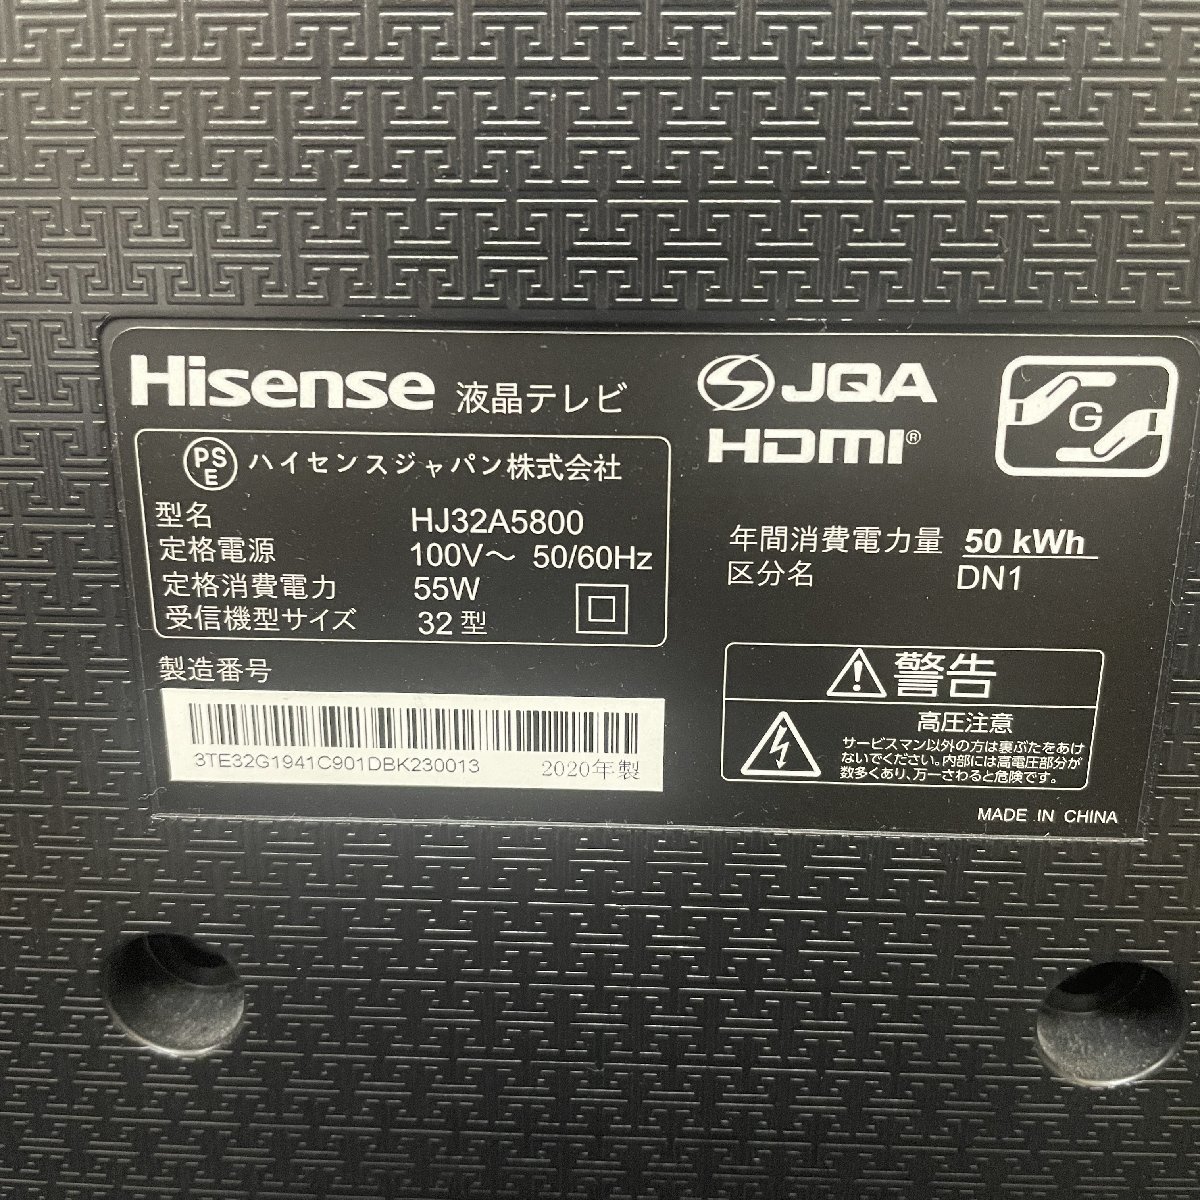 Hisense 液晶テレビ
PSE ハイセンスジャパン株式会社
型名 HJ32A5800
定格電源 100V～ 50/60Hz
定格消費電力 55W
受信機型サイズ 32型
製造番号
3TE32G1941C901DBK230013 2020年製
JQA
HDMI®
G
年間消費電力量 50 kWh
区分名 DN1
警告
高圧注意
サービスマン以外の方は裏ぶたをあけ
ないでください。内部には高電圧部分が
数多くあり、万一さわると危険です。
MADE IN CHINA